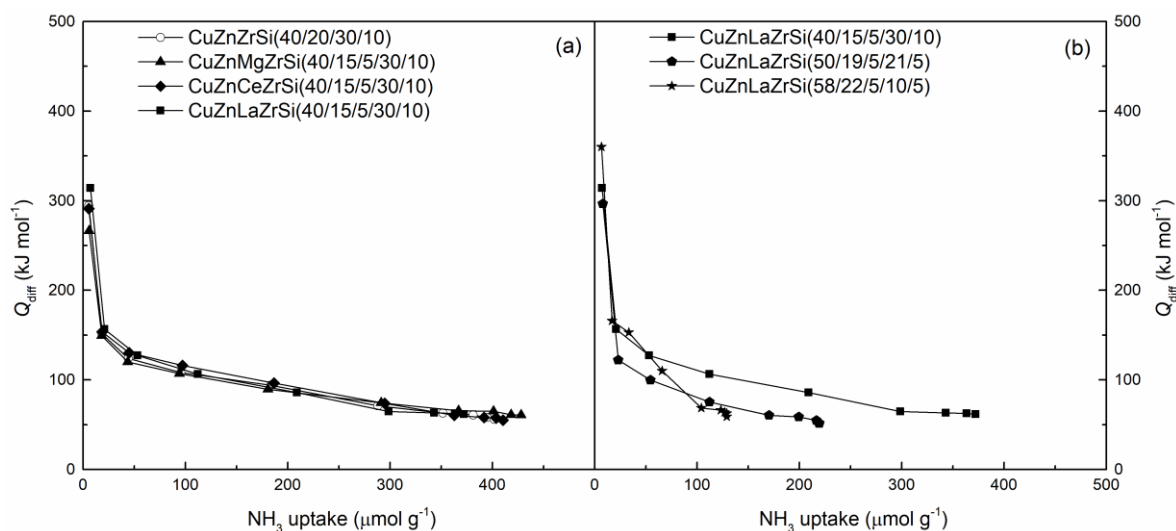 500
400
300
200
100
0
Q_diff (kJ mol⁻¹)
0
100
200
300
400
NH₃ uptake (μmol g⁻¹)
CuZnZrSi(40/20/30/10)
CuZnMgZrSi(40/15/5/30/10)
CuZnCeZrSi(40/15/5/30/10)
CuZnLaZrSi(40/15/5/30/10)
(a)
CuZnLaZrSi(40/15/5/30/10)
CuZnLaZrSi(50/19/5/21/5)
CuZnLaZrSi(58/22/5/10/5)
(b)
0
100
200
300
400
500
NH₃ uptake (μmol g⁻¹)
500
400
300
200
100
0
Q_diff (kJ mol⁻¹)